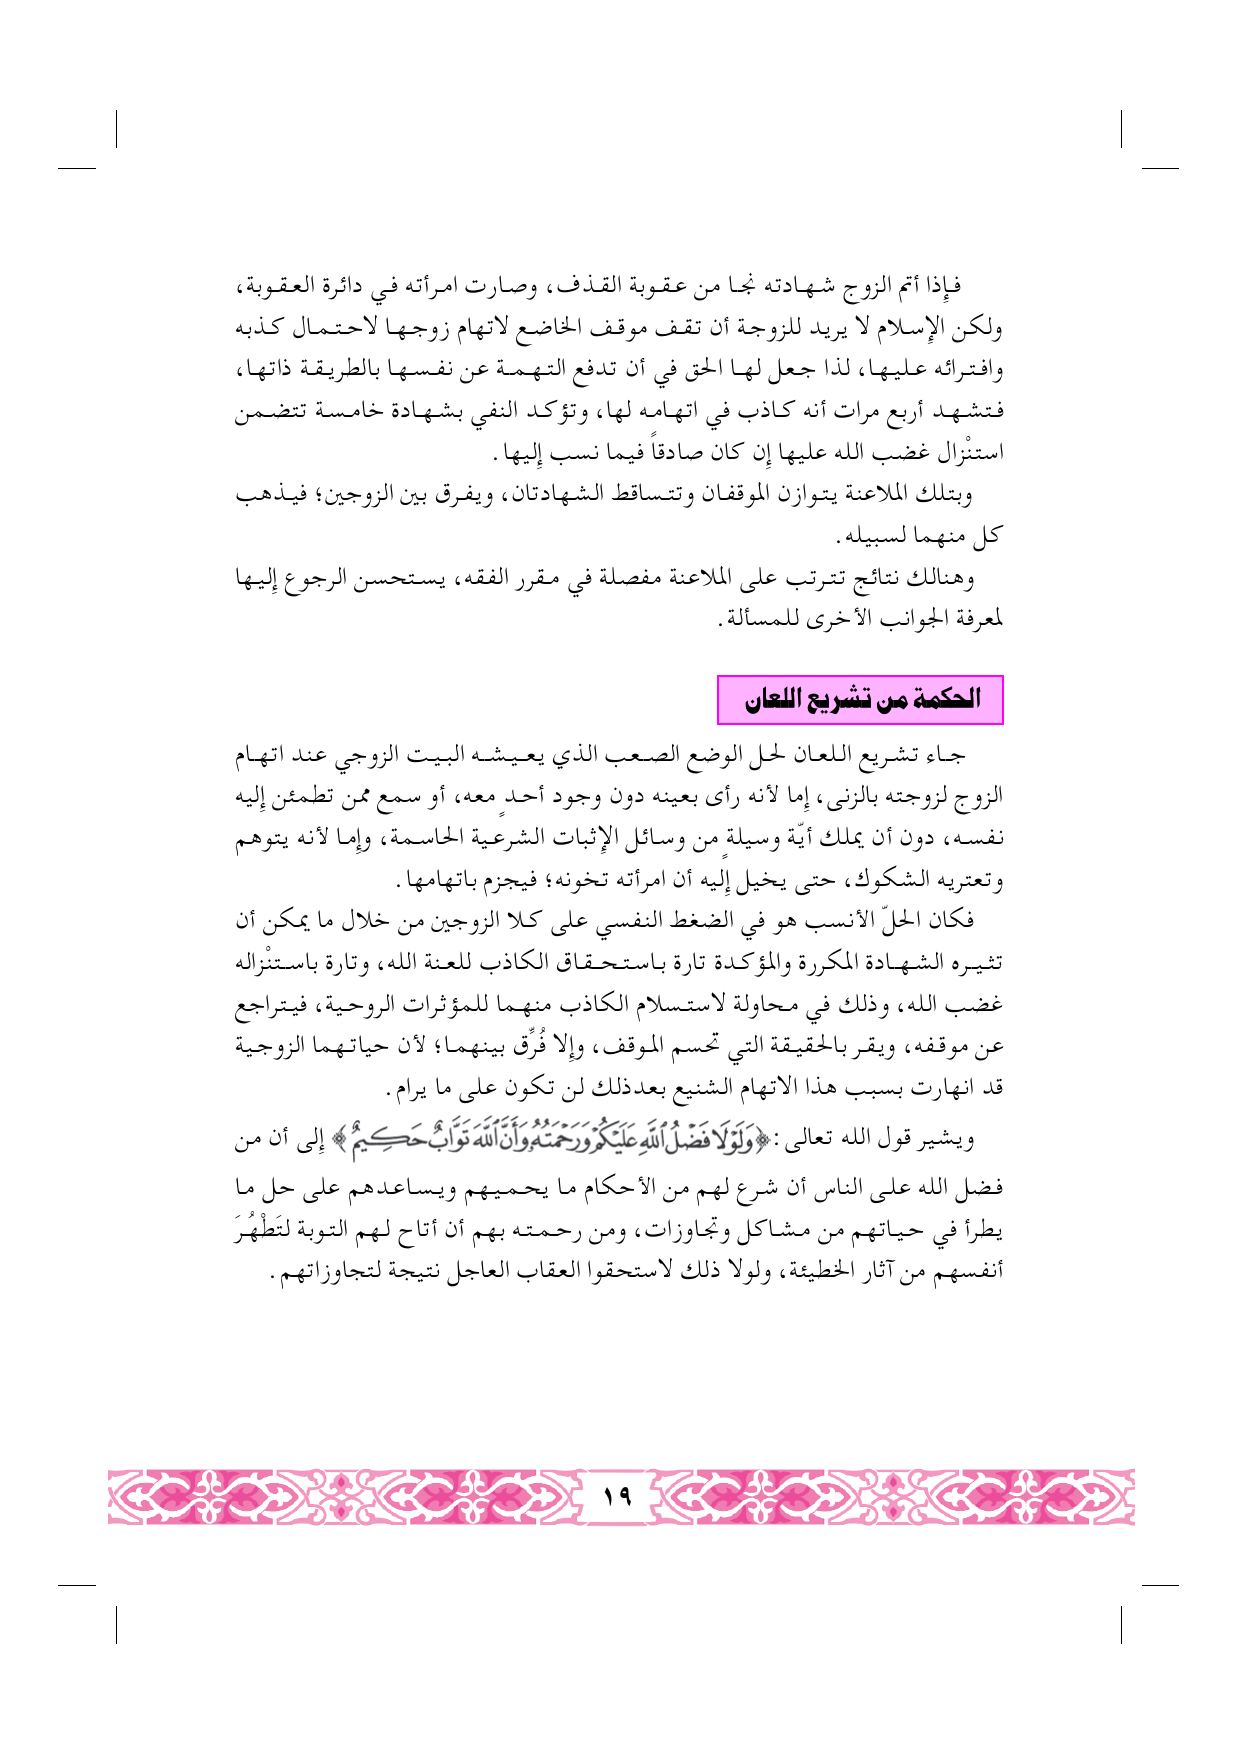 فإذا أتم الزوج شهادته نجا من عقوبة القذف، وصارت امرأته في دائرة العقوبة،
ولكن الإسلام لا يريد للزوجة أن تقف موقف الخاضع لاتهام زوجها لاحتمال كذبه
وافترائه عليها، لذا جعل لها الحق في أن تدفع التهمة عن نفسها بالطريقة ذاتها،
فتشهد أربع مرات أنه كاذب في اتهامه لها، وتؤكد النفي بشهادة خامسة تتضمن
استنْزال غضب الله عليها إن كان صادقاً فيما نسب إليها.
وبتلك الملاعنة يتوازن الموقفان وتتساقط الشهادتان، ويفرق بين الزوجين؛ فيذهب
كل منهما لسبيله.
وهنالك نتائج تترتب على الملاعنة مفصلة في مقرر الفقه، يستحسن الرجوع إليها
لمعرفة الجوانب الأخرى للمسألة.
الحكمة من تشريع اللعان
جاء تشريع اللعان لحل الوضع الصعب الذي يعيشه البيت الزوجي عند اتهام
الزوج لزوجته بالزنى، إما لأنه رأى بعينه دون وجود أحدٍ معه، أو سمع ممن تطمئن إليه
نفسه، دون أن يملك أيّة وسيلةٍ من وسائل الإثبات الشرعية الحاسمة، وإما لأنه يتوهم
وتعتريه الشكوك، حتى يخيل إليه أن امرأته تخونه؛ فيجزم باتهامها.
فكان الحلّ الأنسب هو في الضغط النفسي على كلا الزوجين من خلال ما يمكن أن
تثيره الشهادة المكررة والمؤكدة تارة باستحقاق الكاذب للعنة الله، وتارة باستنْزاله
غضب الله، وذلك في محاولة لاستسلام الكاذب منهما للمؤثرات الروحية، فيتراجع
عن موقفه، ويقر بالحقيقة التي تحسم الموقف، وإلا فُرِّق بينهما؛ لأن حياتهما الزوجية
قد انهارت بسبب هذا الاتهام الشنيع بعدذلك لن تكون على ما يرام.
ويشير قول الله تعالى: ﴿وَلَوْلَا فَضْلُ ٱللَّهِ عَلَيْكُمْ وَرَحْمَتُهُۥ وَأَنَّ ٱللَّهَ تَوَّابٌ حَكِيمٌ﴾ إلى أن من
فضل الله على الناس أن شرع لهم من الأحكام ما يحميهم ويساعدهم على حل ما
يطرأ في حياتهم من مشاكل وتجاوزات، ومن رحمته بهم أن أتاح لهم التوبة لتَطْهُرَ
أنفسهم من آثار الخطيئة، ولولا ذلك لاستحقوا العقاب العاجل نتيجة لتجاوزاتهم.
١٩